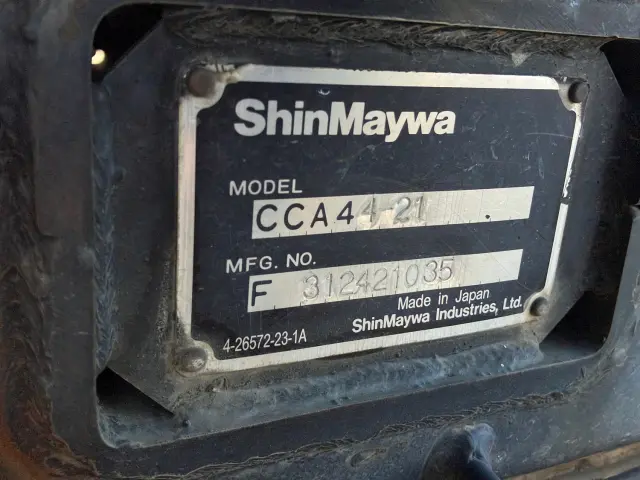 ShinMaywa
MODEL
CCA44-21
MFG. NO.
F 312421035
Made in Japan
ShinMaywa Industries, Ltd.
4-26572-23-1A